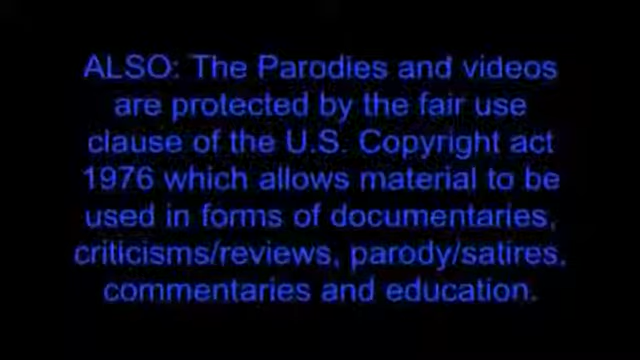 ALSO: The Parodies and videos
are protected by the fair use
clause of the U.S. Copyright act
1976 which allows material to be
used in forms of documentaries,
criticisms/reviews, parody/satires,
commentaries and education.